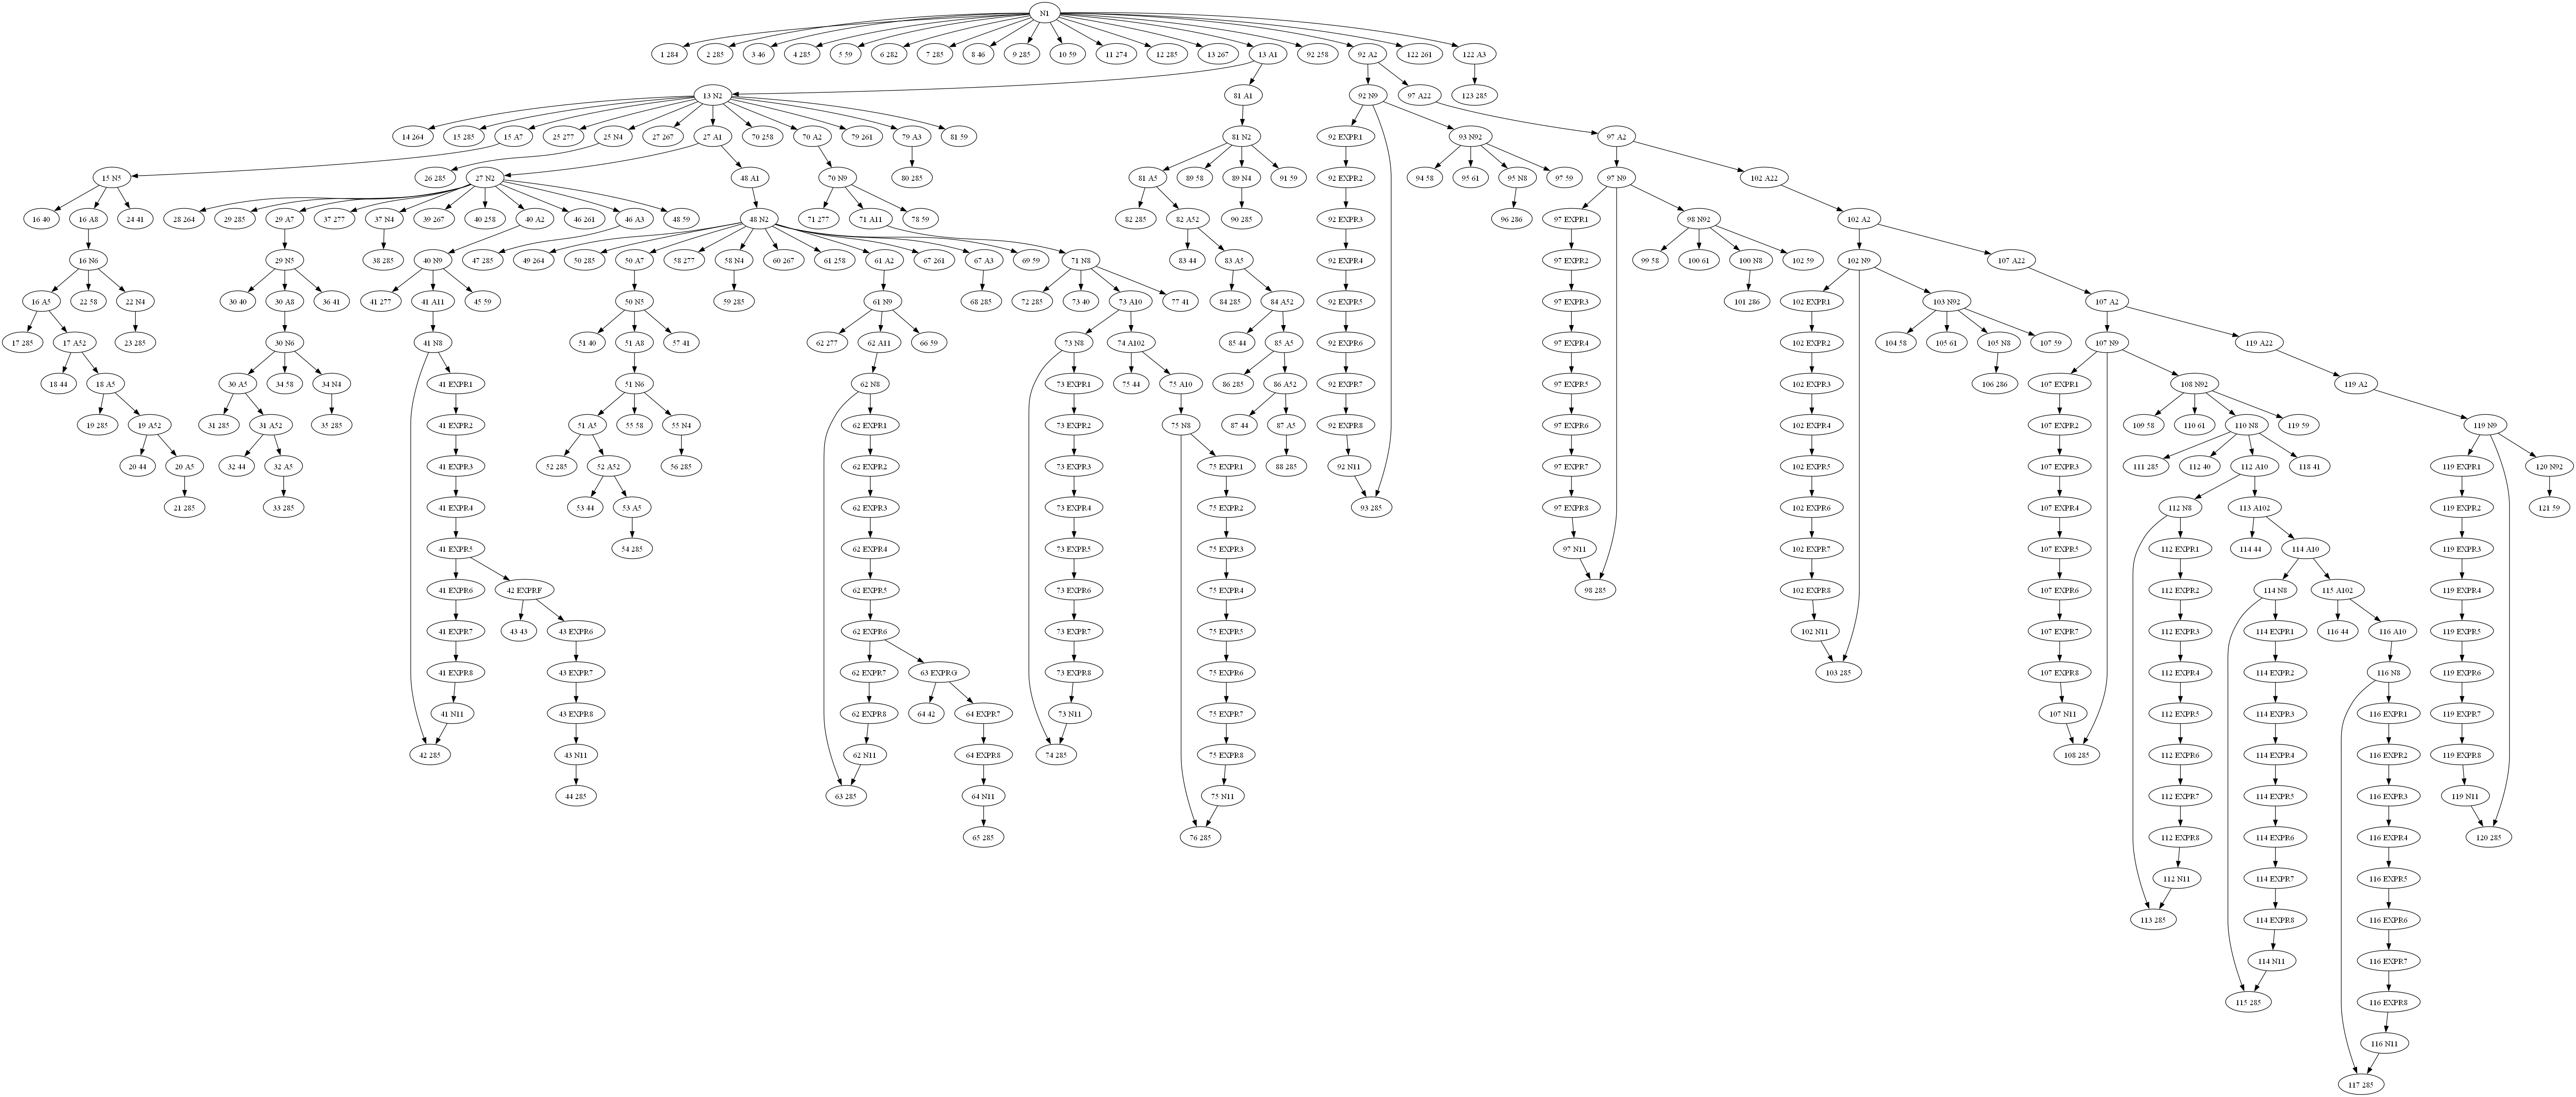 N1
1 284 2 285 3 46 4 285 5 59 6 282 7 285 8 46 9 285 10 59 11 274 12 285 13 267 13 A1 92 258 92 A2 122 261 122 A3
13 N2 81 A1 92 N9 97 A22 123 285
14 264 15 285 15 A7 25 277 25 N4 27 267 27 A1 70 258 70 A2 79 261 79 A3 81 59 81 N2 92 EXPR1 93 N92 97 A2
15 N5 26 285 27 N2 48 A1 70 N9 80 285 81 A5 89 58 89 N4 91 59 92 EXPR2 94 58 95 61 95 N8 97 59 97 N9 102 A22
16 40 16 A8 24 41 28 264 29 285 29 A7 37 277 37 N4 39 267 40 258 40 A2 46 261 46 A3 48 59 48 N2 71 277 71 A11 78 59 82 285 82 A52 90 285 92 EXPR3 96 286 97 EXPR1 98 N92 102 A2
16 N6 29 N5 38 285 40 N9 47 285 49 264 50 285 50 A7 58 277 58 N4 60 267 61 258 61 A2 67 261 67 A3 69 59 71 N8 83 44 83 A5 92 EXPR4 97 EXPR2 99 58 100 61 100 N8 102 59 102 N9 107 A22
16 A5 22 58 22 N4 30 40 30 A8 36 41 41 277 41 A11 45 59 50 N5 59 285 61 N9 68 285 72 285 73 40 73 A10 77 41 84 285 84 A52 92 EXPR5 97 EXPR3 101 286 102 EXPR1 103 N92 107 A2
17 285 17 A52 23 285 30 N6 41 N8 51 40 51 A8 57 41 62 277 62 A11 66 59 73 N8 74 A102 85 44 85 A5 92 EXPR6 97 EXPR4 102 EXPR2 104 58 105 61 105 N8 107 59 107 N9 119 A22
18 44 18 A5 30 A5 34 58 34 N4 41 EXPR1 51 N6 62 N8 73 EXPR1 75 44 75 A10 86 285 86 A52 92 EXPR7 97 EXPR5 102 EXPR3 106 286 107 EXPR1 108 N92 119 A2
19 285 19 A52 31 285 31 A52 35 285 41 EXPR2 51 A5 55 58 55 N4 62 EXPR1 73 EXPR2 75 N8 87 44 87 A5 92 EXPR8 97 EXPR6 102 EXPR4 107 EXPR2 109 58 110 61 110 N8 119 59 119 N9
20 44 20 A5 32 44 32 A5 41 EXPR3 52 285 52 A52 56 285 62 EXPR2 73 EXPR3 75 EXPR1 88 285 92 N11 97 EXPR7 102 EXPR5 107 EXPR3 111 285 112 40 112 A10 118 41 119 EXPR1 120 N92
21 285 33 285 41 EXPR4 53 44 53 A5 62 EXPR3 73 EXPR4 75 EXPR2 93 285 97 EXPR8 102 EXPR6 107 EXPR4 112 N8 113 A102 119 EXPR2 121 59
41 EXPR5 54 285 62 EXPR4 73 EXPR5 75 EXPR3 97 N11 102 EXPR7 107 EXPR5 112 EXPR1 114 44 114 A10 119 EXPR3
41 EXPR6 42 EXPRF 62 EXPR5 73 EXPR6 75 EXPR4 98 285 102 EXPR8 107 EXPR6 112 EXPR2 114 N8 115 A102 119 EXPR4
41 EXPR7 43 43 43 EXPR6 62 EXPR6 73 EXPR7 75 EXPR5 102 N11 107 EXPR7 112 EXPR3 114 EXPR1 116 44 116 A10 119 EXPR5
41 EXPR8 43 EXPR7 62 EXPR7 63 EXPRG 73 EXPR8 75 EXPR6 103 285 107 EXPR8 112 EXPR4 114 EXPR2 116 N8 119 EXPR6
41 N11 43 EXPR8 62 EXPR8 64 42 64 EXPR7 73 N11 75 EXPR7 107 N11 112 EXPR5 114 EXPR3 116 EXPR1 119 EXPR7
42 285 43 N11 62 N11 64 EXPR8 74 285 75 EXPR8 108 285 112 EXPR6 114 EXPR4 116 EXPR2 119 EXPR8
44 285 63 285 64 N11 75 N11 112 EXPR7 114 EXPR5 116 EXPR3 119 N11
65 285 76 285 112 EXPR8 114 EXPR6 116 EXPR4 120 285
112 N11 114 EXPR7 116 EXPR5
113 285 114 EXPR8 116 EXPR6
114 N11 116 EXPR7
115 285 116 EXPR8
116 N11
117 285